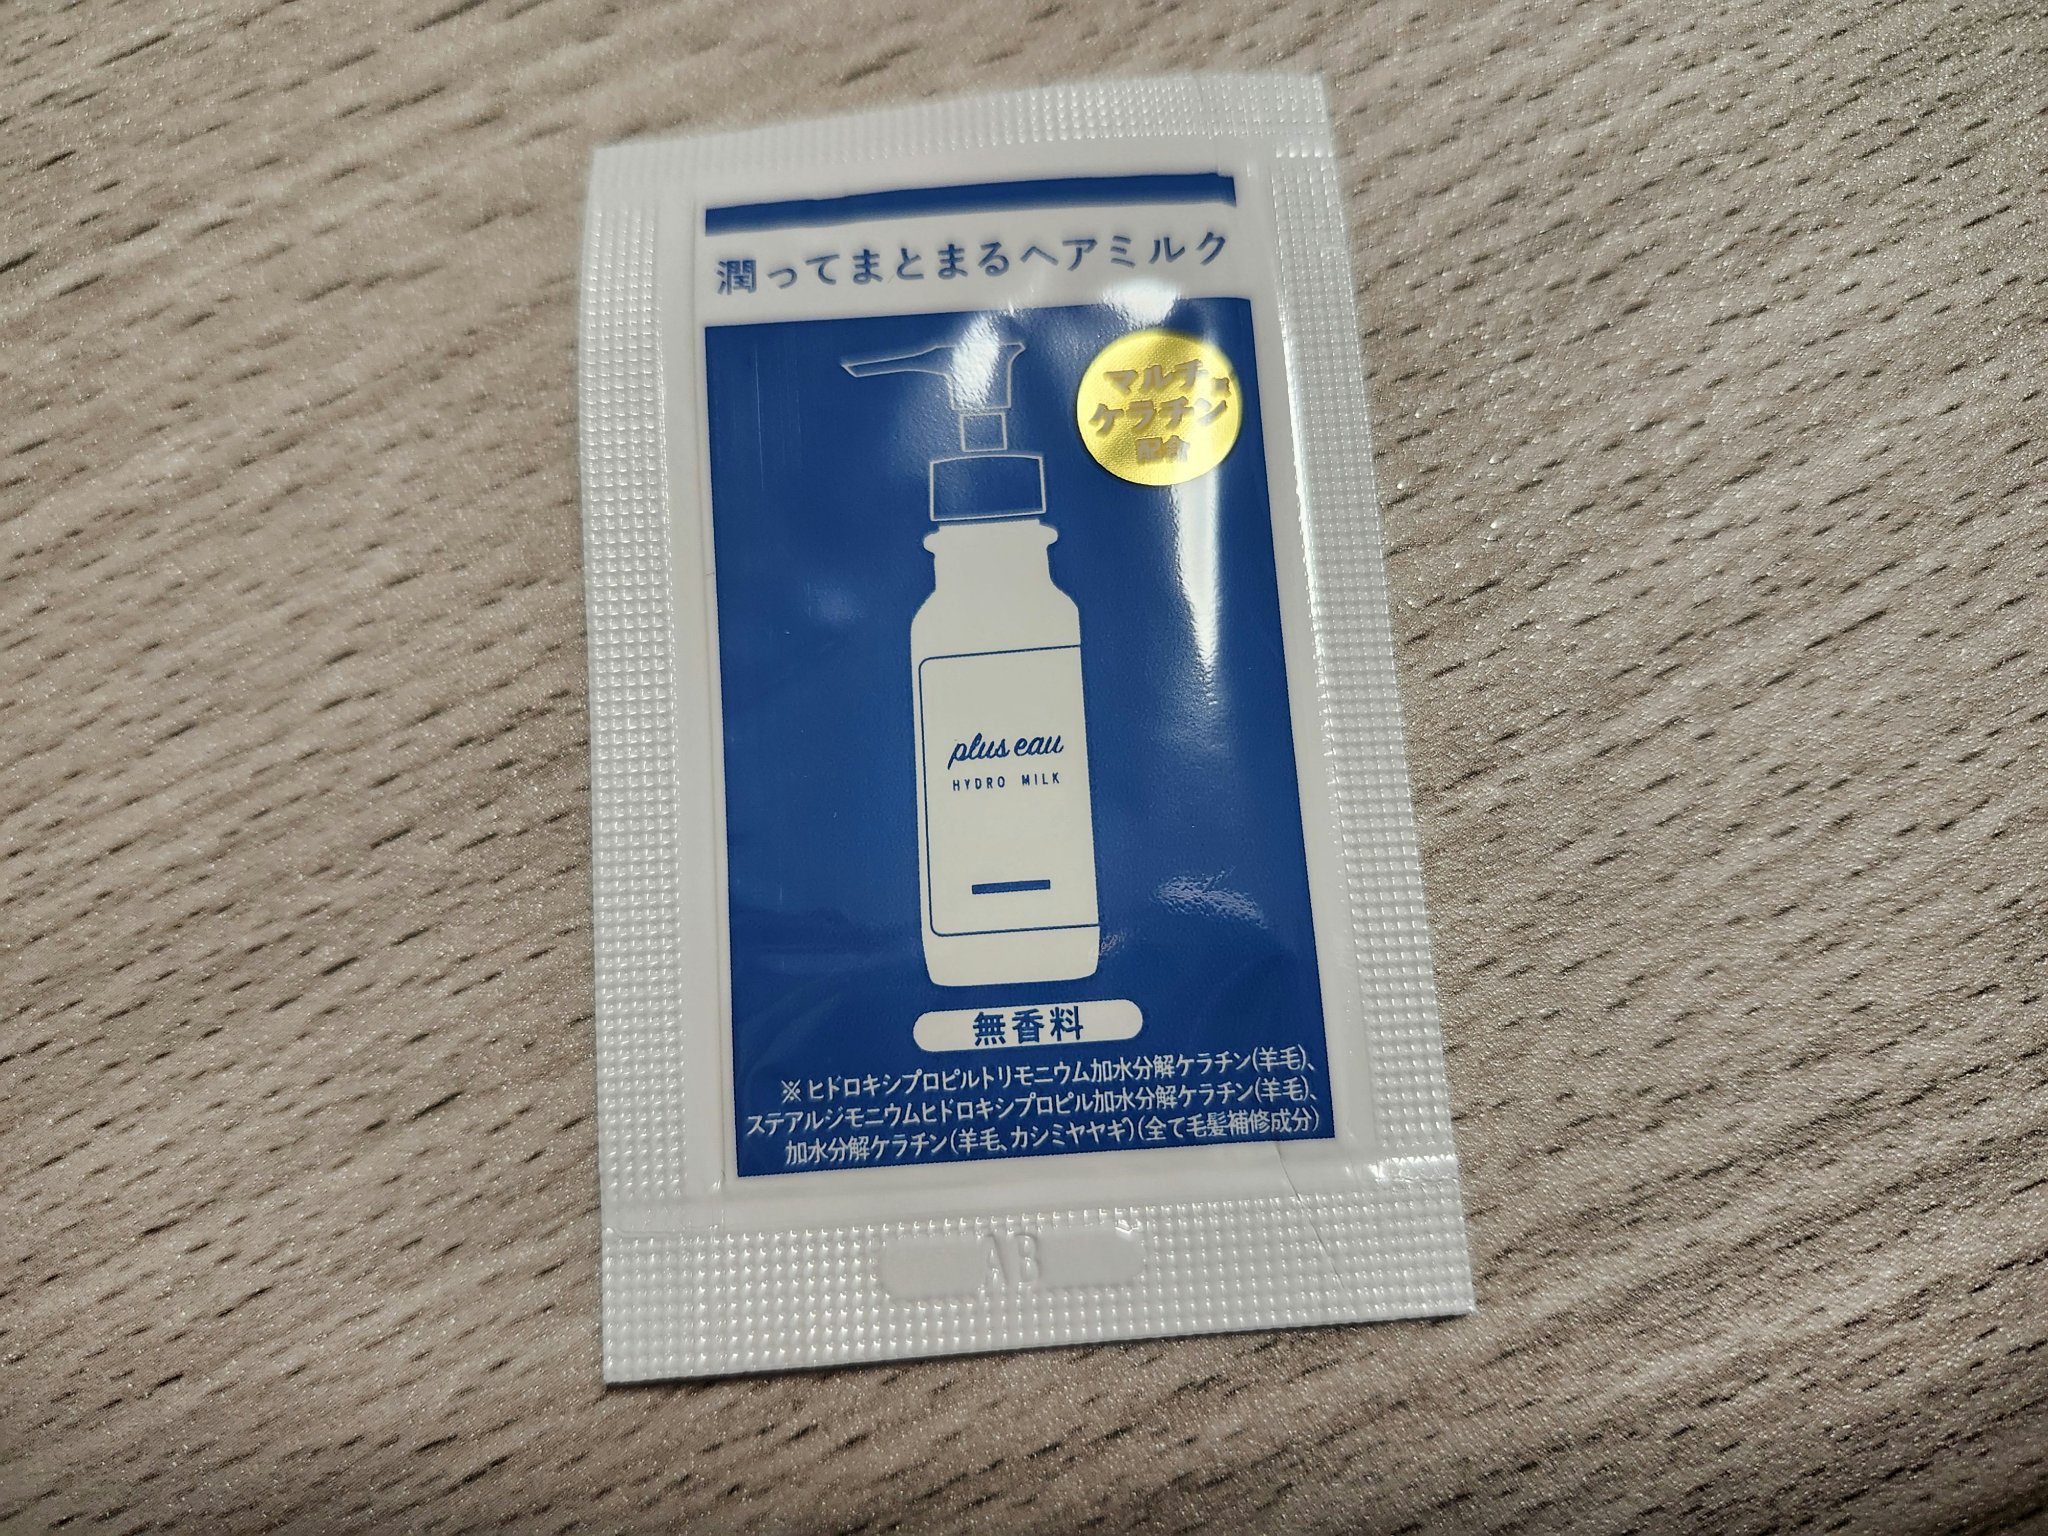 潤ってまとまるヘアミルク
マルチ※
ケラチン
配合
plus eau
HYDRO MILK
無香料
※ヒドロキシプロピルトリモニウム加水分解ケラチン(羊毛)、
ステアルジモニウムヒドロキシプロピル加水分解ケラチン(羊毛)、
加水分解ケラチン(羊毛、カシミヤヤギ)(全て毛髪補修成分)
AB